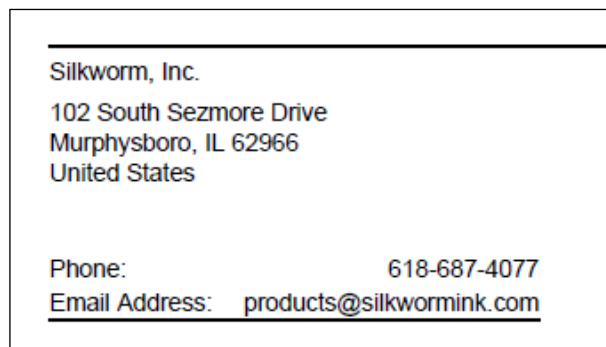 Silkworm, Inc.
102 South Sezmore Drive
Murphysboro, IL 62966
United States
Phone: 618-687-4077
Email Address: products@silkwormink.com